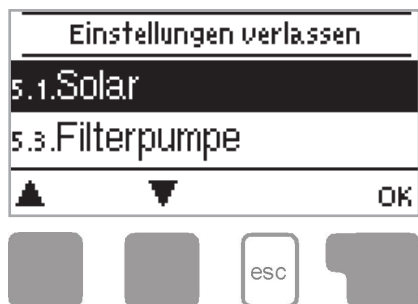 Einstellungen verlassen
5.1.Solar
5.3.Filterpumpe
▲ ▼ OK
esc